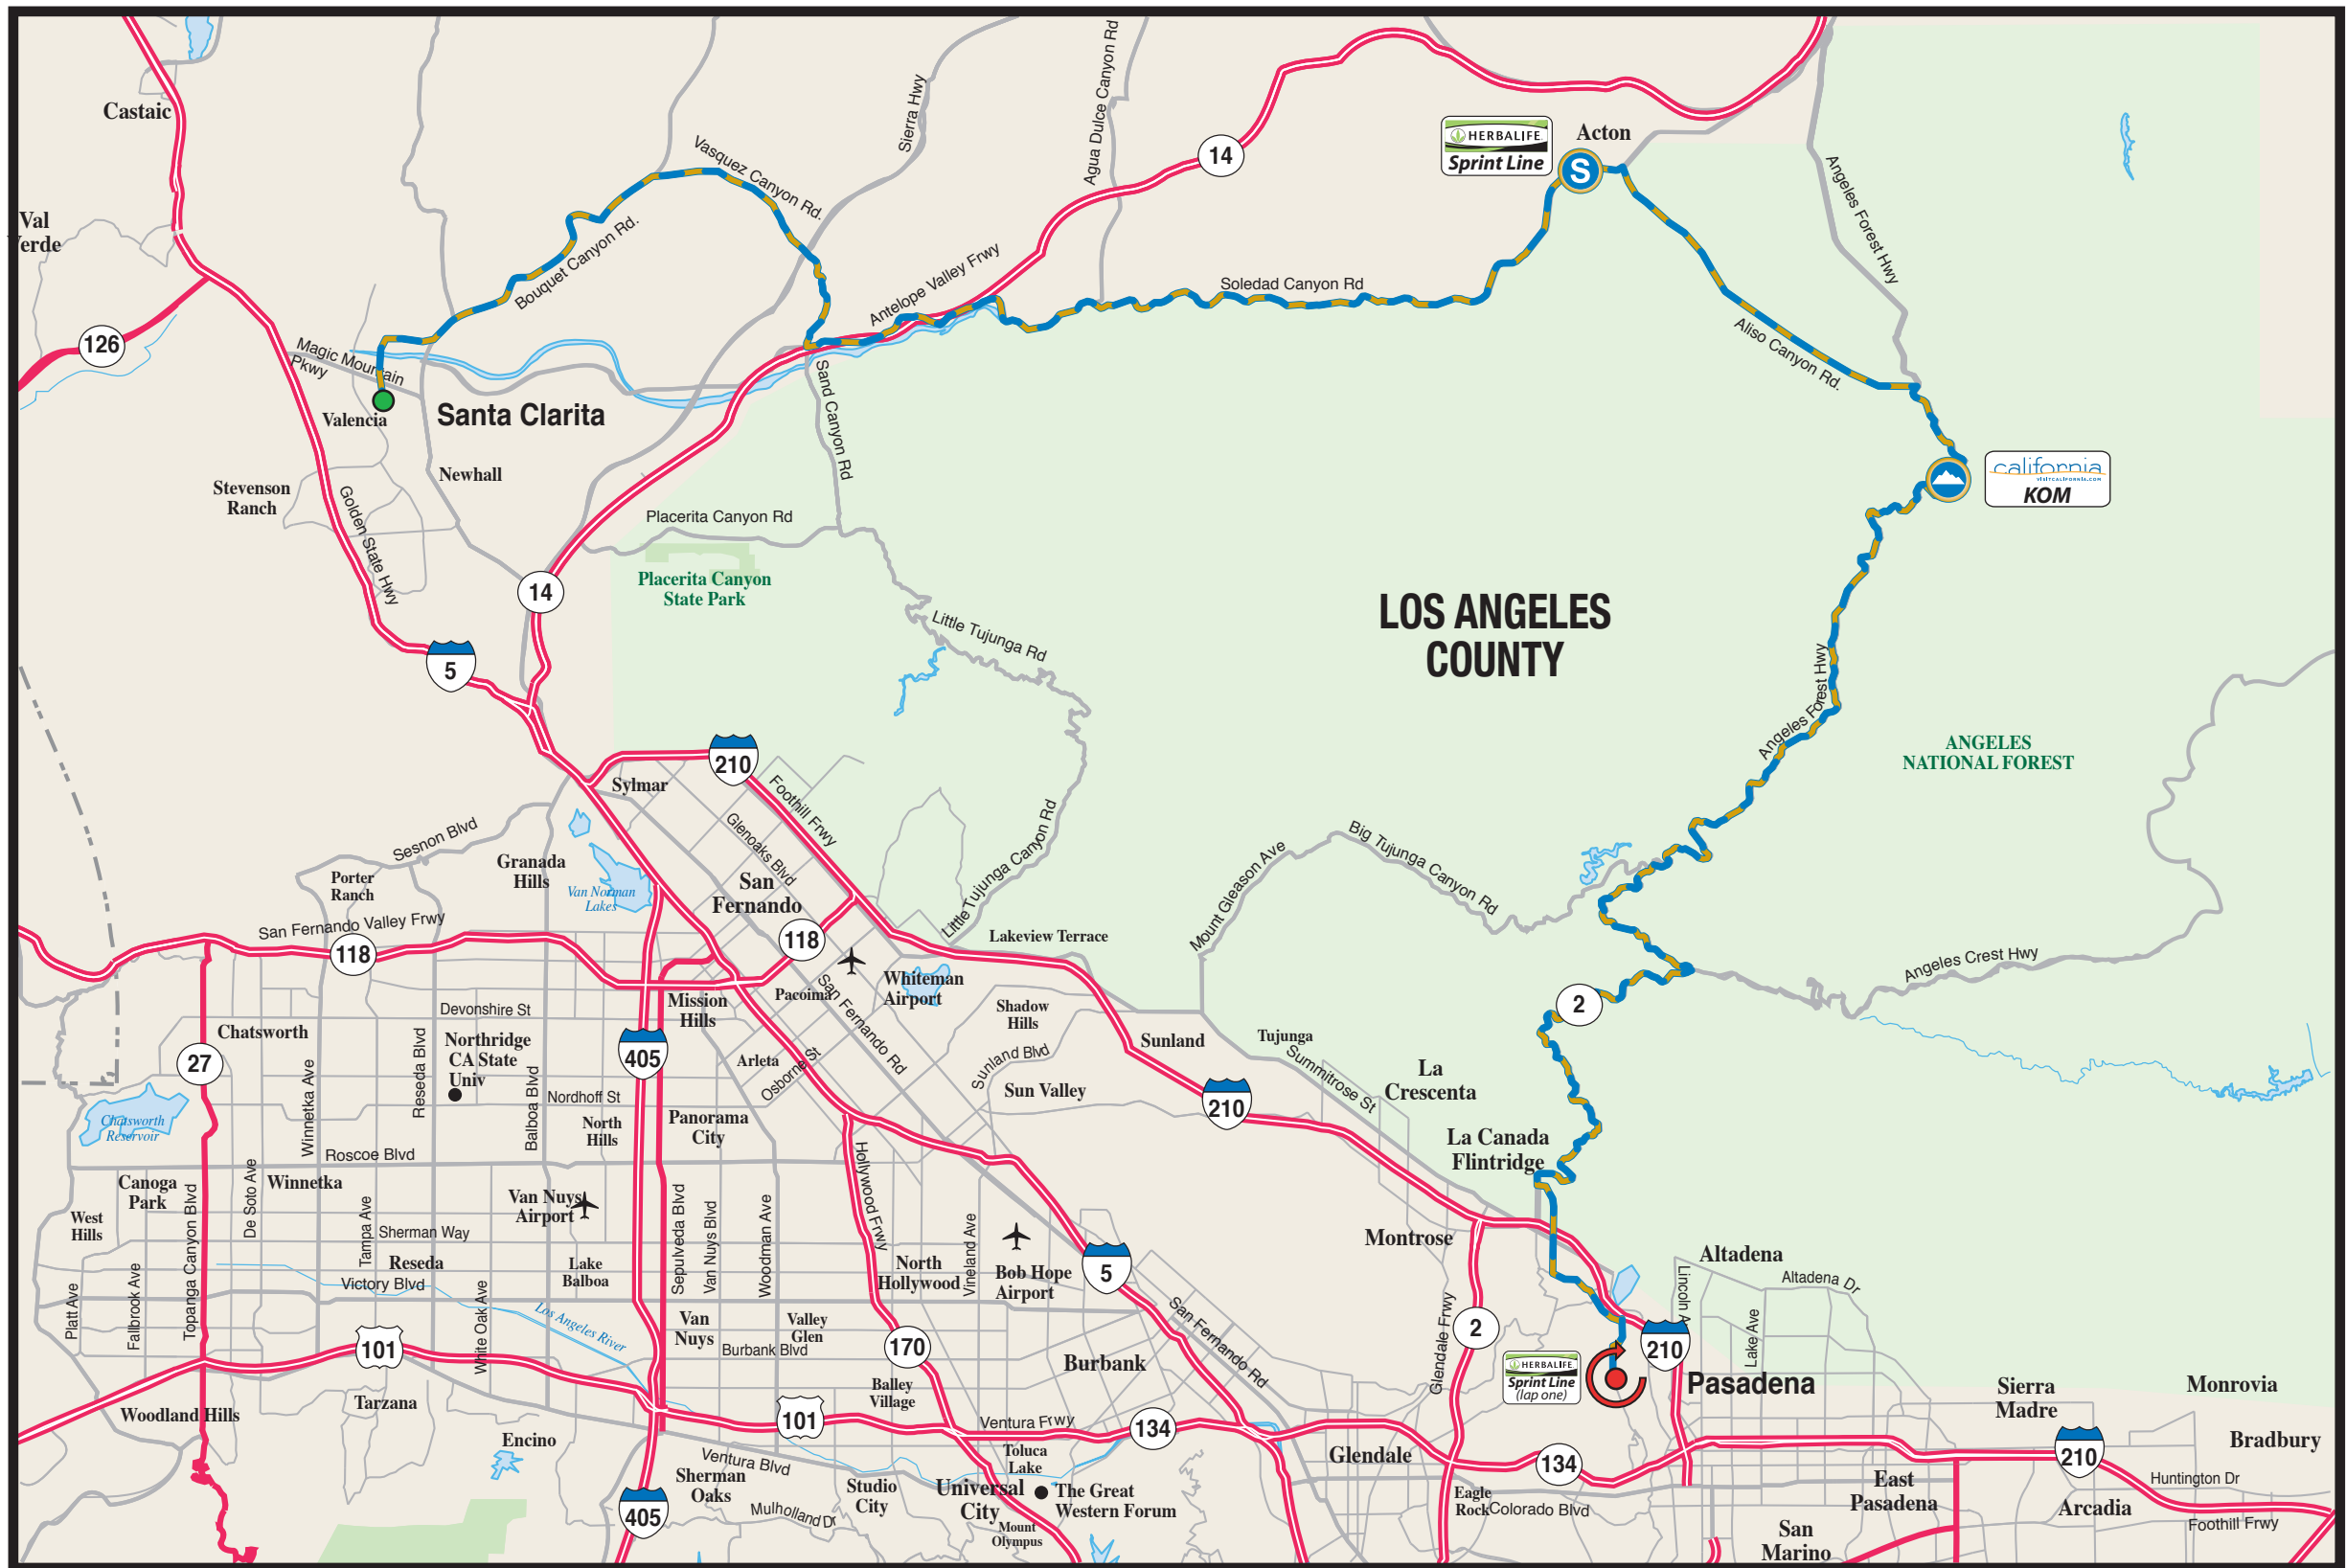 Castaic
Val
Verde
126
Magic Mountain
Pkwy
Valencia
Santa Clarita
Newhall
Stevenson
Ranch
Golden State Hwy
Bouquet Canyon Rd.
Vasquez Canyon Rd.
Sierra Hwy
Agua Dulce Canyon Rd
14
Antelope Valley Frwy
Soledad Canyon Rd
HERBALIFE
Sprint Line
Acton
S
Angeles Forest Hwy
Aliso Canyon Rd.
california
VISITCALIFORNIA.COM
KOM
Sand Canyon Rd
Placerita Canyon Rd
Placerita Canyon
State Park
14
5
Little Tujunga Rd
LOS ANGELES
COUNTY
Angeles Forest Hwy
ANGELES
NATIONAL FOREST
210
Sylmar
Foothill Frwy
Glenoaks Blvd
Sesnon Blvd
Granada
Hills
Porter
Ranch
Van Norman
Lakes
San
Fernando
Little Tujunga Canyon Rd
Mount Gleason Ave
Big Tujunga Canyon Rd
San Fernando Valley Frwy
118
118
Lakeview Terrace
Angeles Crest Hwy
Whiteman
Airport
Pacoima
San Fernando Rd
Mission
Hills
Devonshire St
Shadow
Hills
2
Chatsworth
Northridge
CA State
Univ
27
405
Arleta
Osborne St
Sunland Blvd
Sun Valley
Sunland
Tujunga
Summitrose St
La
Crescenta
Winnetka Ave
Reseda Blvd
Balboa Blvd
Nordhoff St
North
Hills
Panorama
City
210
Chatsworth
Reservoir
Roscoe Blvd
La Canada
Flintridge
Canoga
Park
Winnetka
De Soto Ave
Topanga Canyon Blvd
Van Nuys
Airport
West
Hills
Tampa Ave
Sherman Way
Reseda
Victory Blvd
Lake
Balboa
Sepulveda Blvd
Van Nuys Blvd
Woodman Ave
Hollywood Frwy
North
Hollywood
Vineland Ave
Bob Hope
Airport
5
Montrose
Altadena
Altadena Dr
Lincoln A
Lake Ave
Platt Ave
Fallbrook Ave
White Oak Ave
Los Angeles River
Van
Nuys
Valley
Glen
Burbank Blvd
170
San Fernando Rd
Burbank
Glendale Frwy
2
HERBALIFE
Sprint Line
(lap one)
210
Pasadena
101
Tarzana
Woodland Hills
Balley
Village
101
Ventura Frwy
134
Toluca
Lake
Sierra
Madre
Monrovia
Encino
Ventura Blvd
Sherman
Oaks
405
Mulholland Dr
Studio
City
Universal
City
The Great
Western Forum
Mount
Olympus
Glendale
134
Eagle
Rock
Colorado Blvd
East
Pasadena
San
Marino
210
Bradbury
Huntington Dr
Arcadia
Foothill Frwy